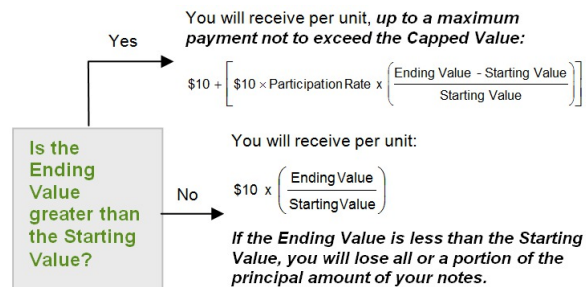 You will receive per unit, up to a maximum
payment not to exceed the Capped Value:
Yes
$10 + [ $10 × Participation Rate x ( Ending Value - Starting Value
Starting Value ) ]
Is the
Ending
Value
greater than
the Starting
Value?
No
You will receive per unit:
$10 x ( Ending Value
Starting Value )
If the Ending Value is less than the Starting
Value, you will lose all or a portion of the
principal amount of your notes.